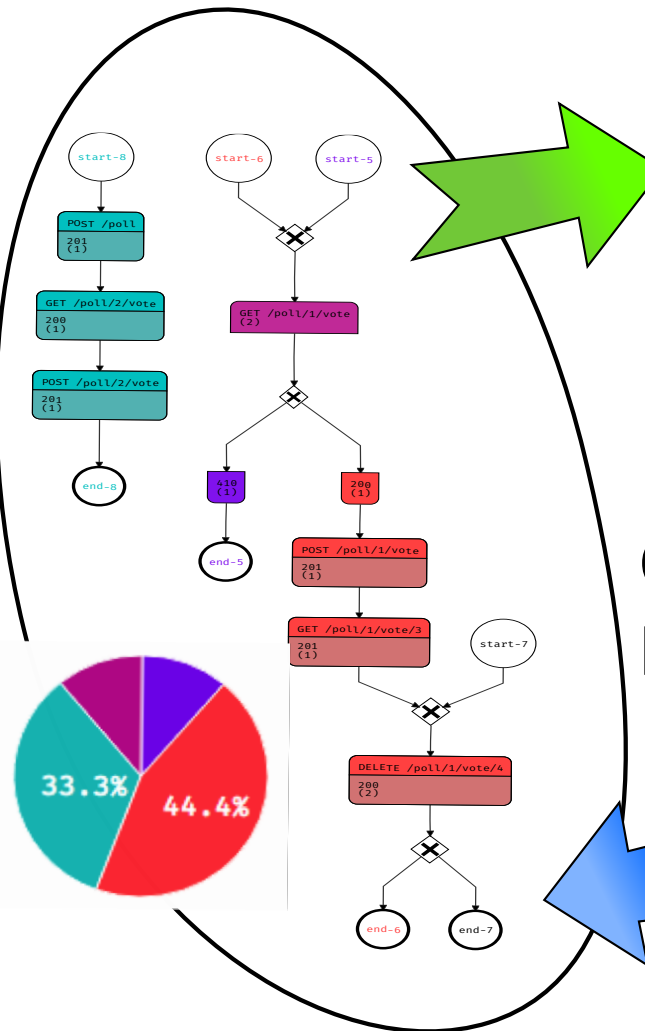 start-8
start-6
start-5
POST /poll
201
(1)
GET /poll/2/vote
200
(1)
GET /poll/1/vote
(2)
POST /poll/2/vote
201
(1)
end-8
410
(1)
200
(1)
end-5
POST /poll/1/vote
201
(1)
GET /poll/1/vote/3
201
(1)
start-7
33.3%
44.4%
DELETE /poll/1/vote/4
200
(2)
end-6
end-7